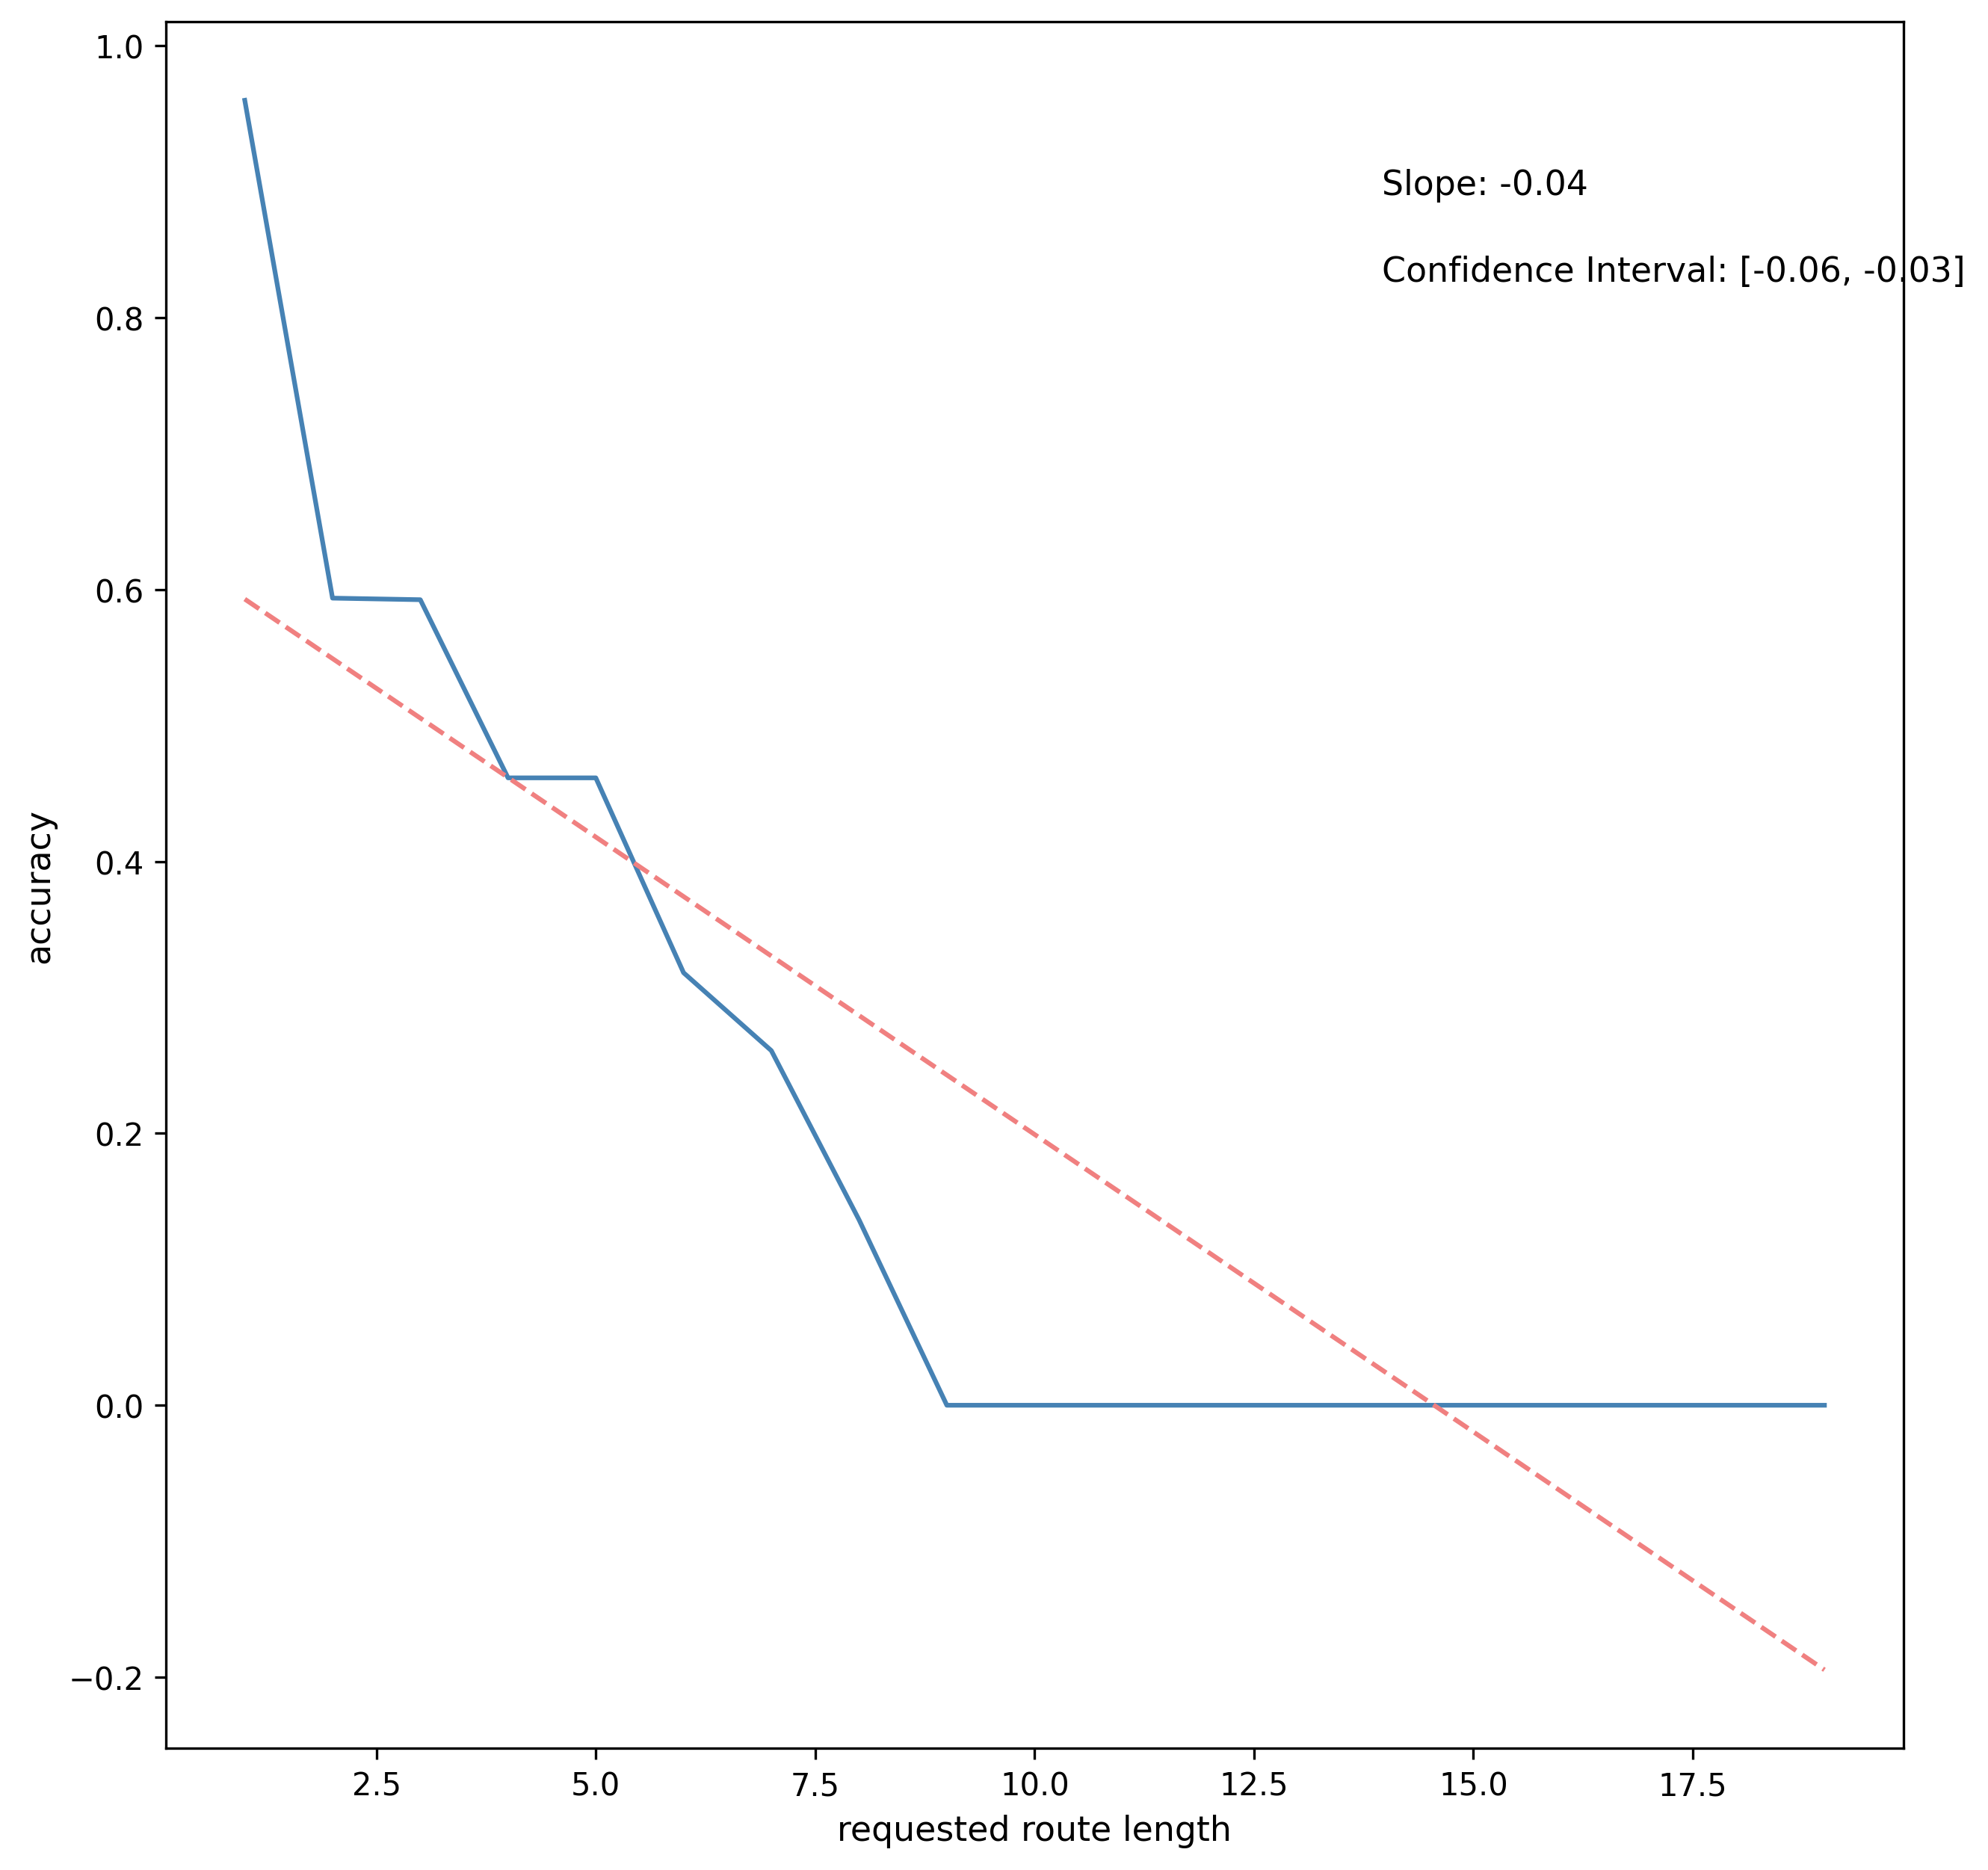 1.0
0.8
0.6
0.4
0.2
0.0
−0.2
accuracy
Slope: -0.04
Confidence Interval: [-0.06, -0.03]
2.5 5.0 7.5 10.0 12.5 15.0 17.5
requested route length